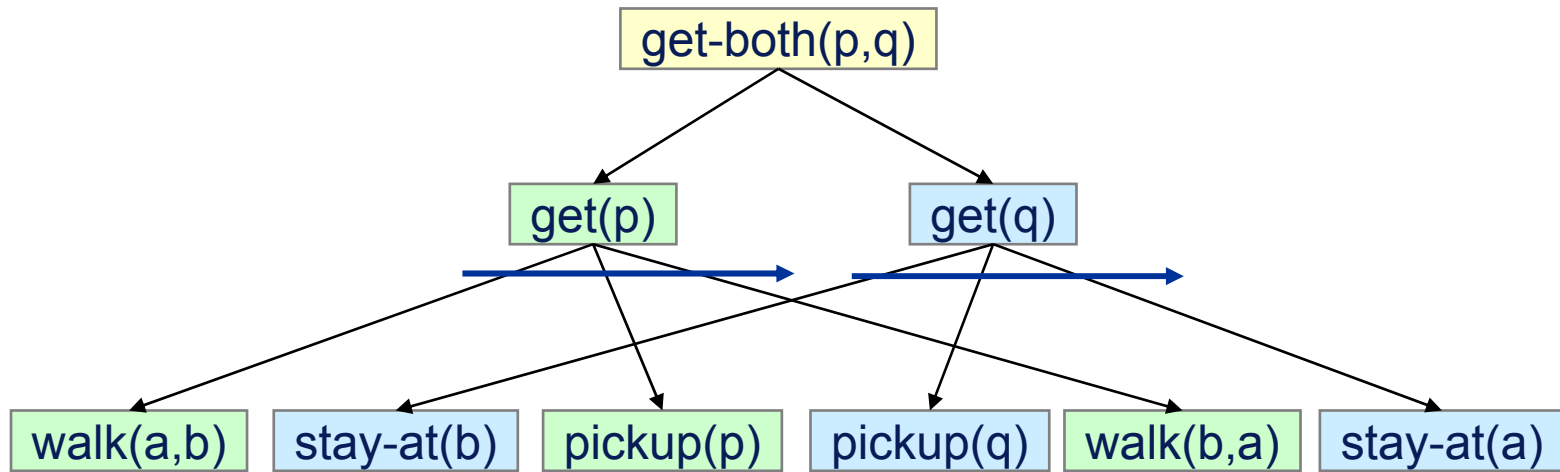 get-both(p,q)
get(p)
get(q)
walk(a,b)
stay-at(b)
pickup(p)
pickup(q)
walk(b,a)
stay-at(a)